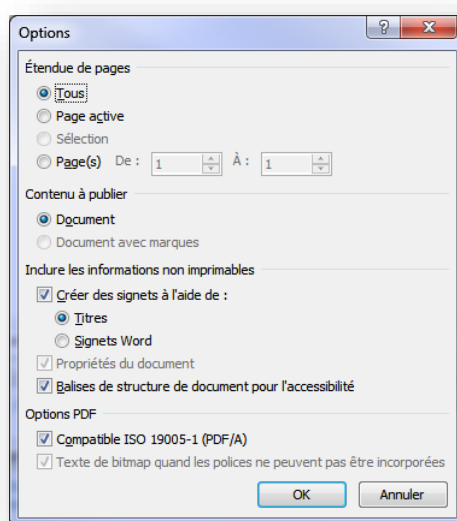 Options
Étendue de pages
Tous
Page active
Sélection
Page(s) De : 1 À : 1
Contenu à publier
Document
Document avec marques
Inclure les informations non imprimables
Créer des signets à l'aide de :
Titres
Signets Word
Propriétés du document
Balises de structure de document pour l'accessibilité
Options PDF
Compatible ISO 19005-1 (PDF/A)
Texte de bitmap quand les polices ne peuvent pas être incorporées
OK Annuler